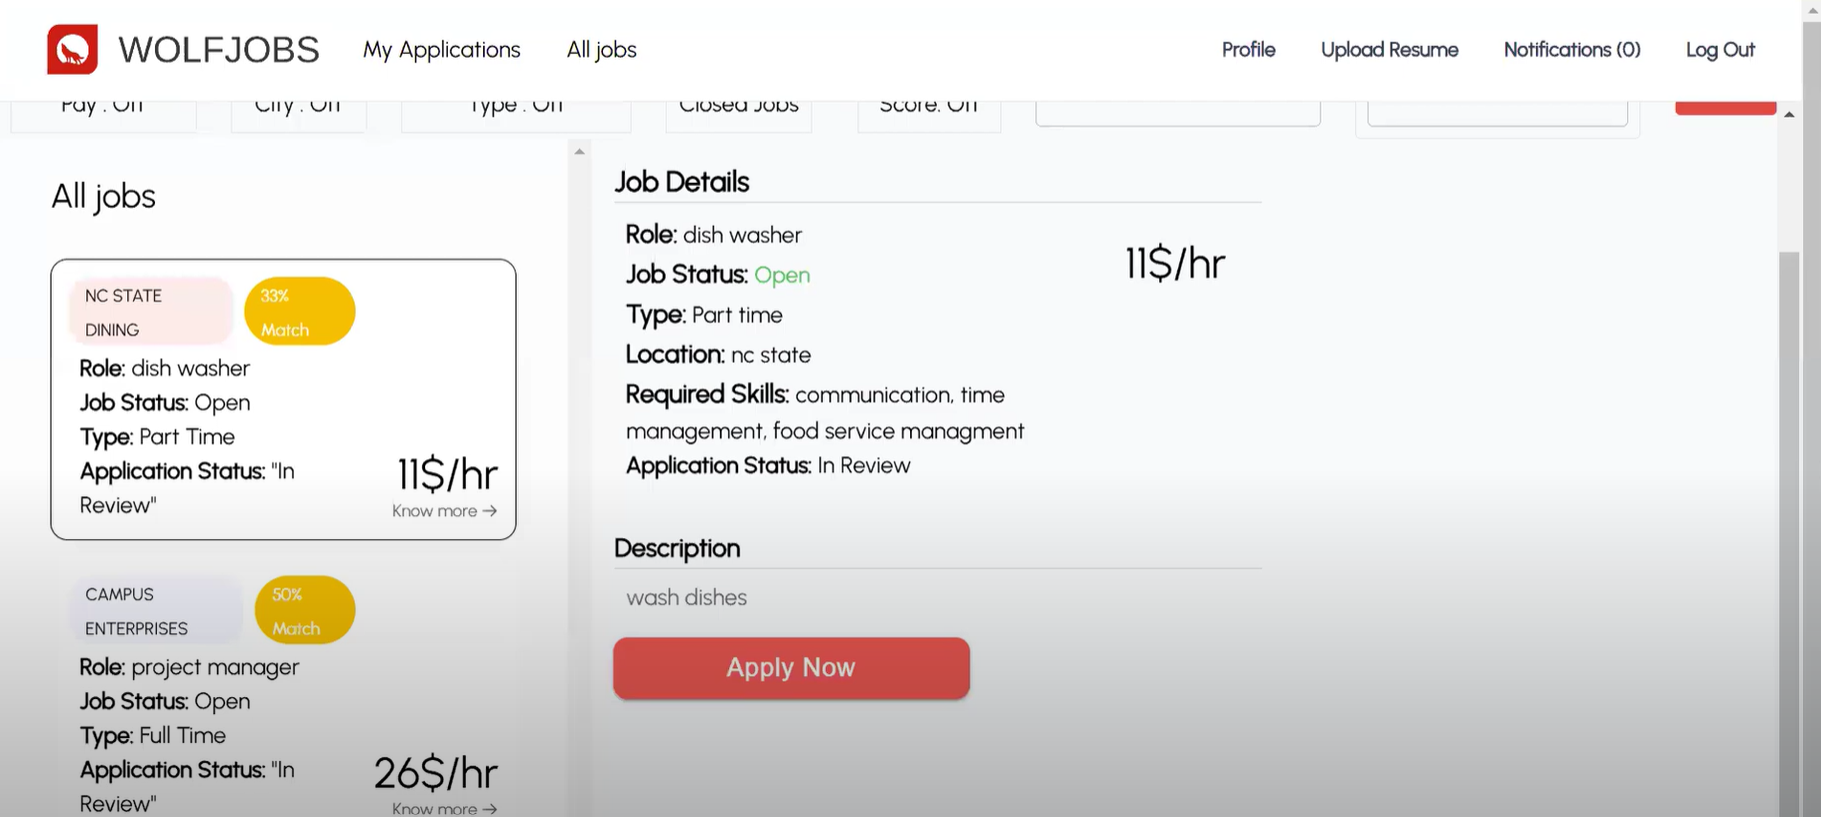 WOLFJOBS My Applications All jobs Profile Upload Resume Notifications (0) Log Out
Pay : Off City : Off Type : Off Closed Jobs Score: Off
All jobs
NC STATE
DINING
33%
Match
Role: dish washer
Job Status: Open
Type: Part Time
Application Status: "In
Review"
11$/hr
Know more →
CAMPUS
ENTERPRISES
50%
Match
Role: project manager
Job Status: Open
Type: Full Time
Application Status: "In
Review"
26$/hr
Know more →
Job Details
Role: dish washer
Job Status: Open
Type: Part time
Location: nc state
Required Skills: communication, time
management, food service managment
Application Status: In Review
11$/hr
Description
wash dishes
Apply Now